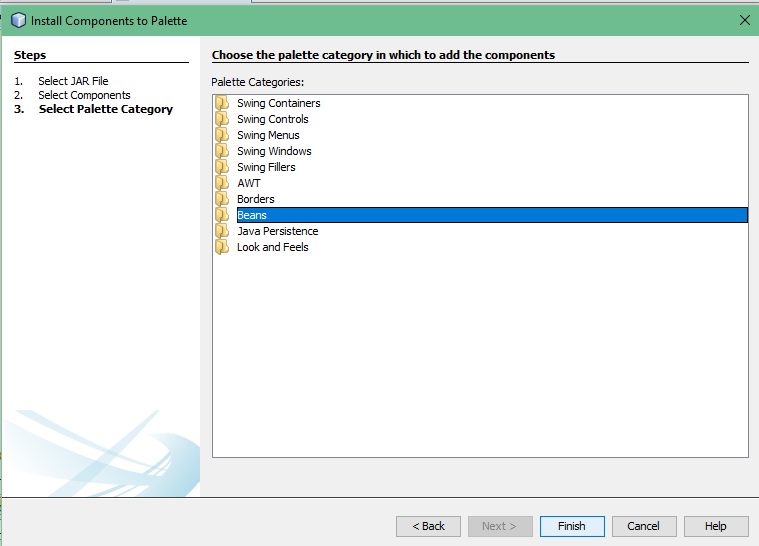 Install Components to Palette
Steps
1. Select JAR File
2. Select Components
3. Select Palette Category
Choose the palette category in which to add the components
Palette Categories:
Swing Containers
Swing Controls
Swing Menus
Swing Windows
Swing Fillers
AWT
Borders
Beans
Java Persistence
Look and Feels
< Back
Next >
Finish
Cancel
Help